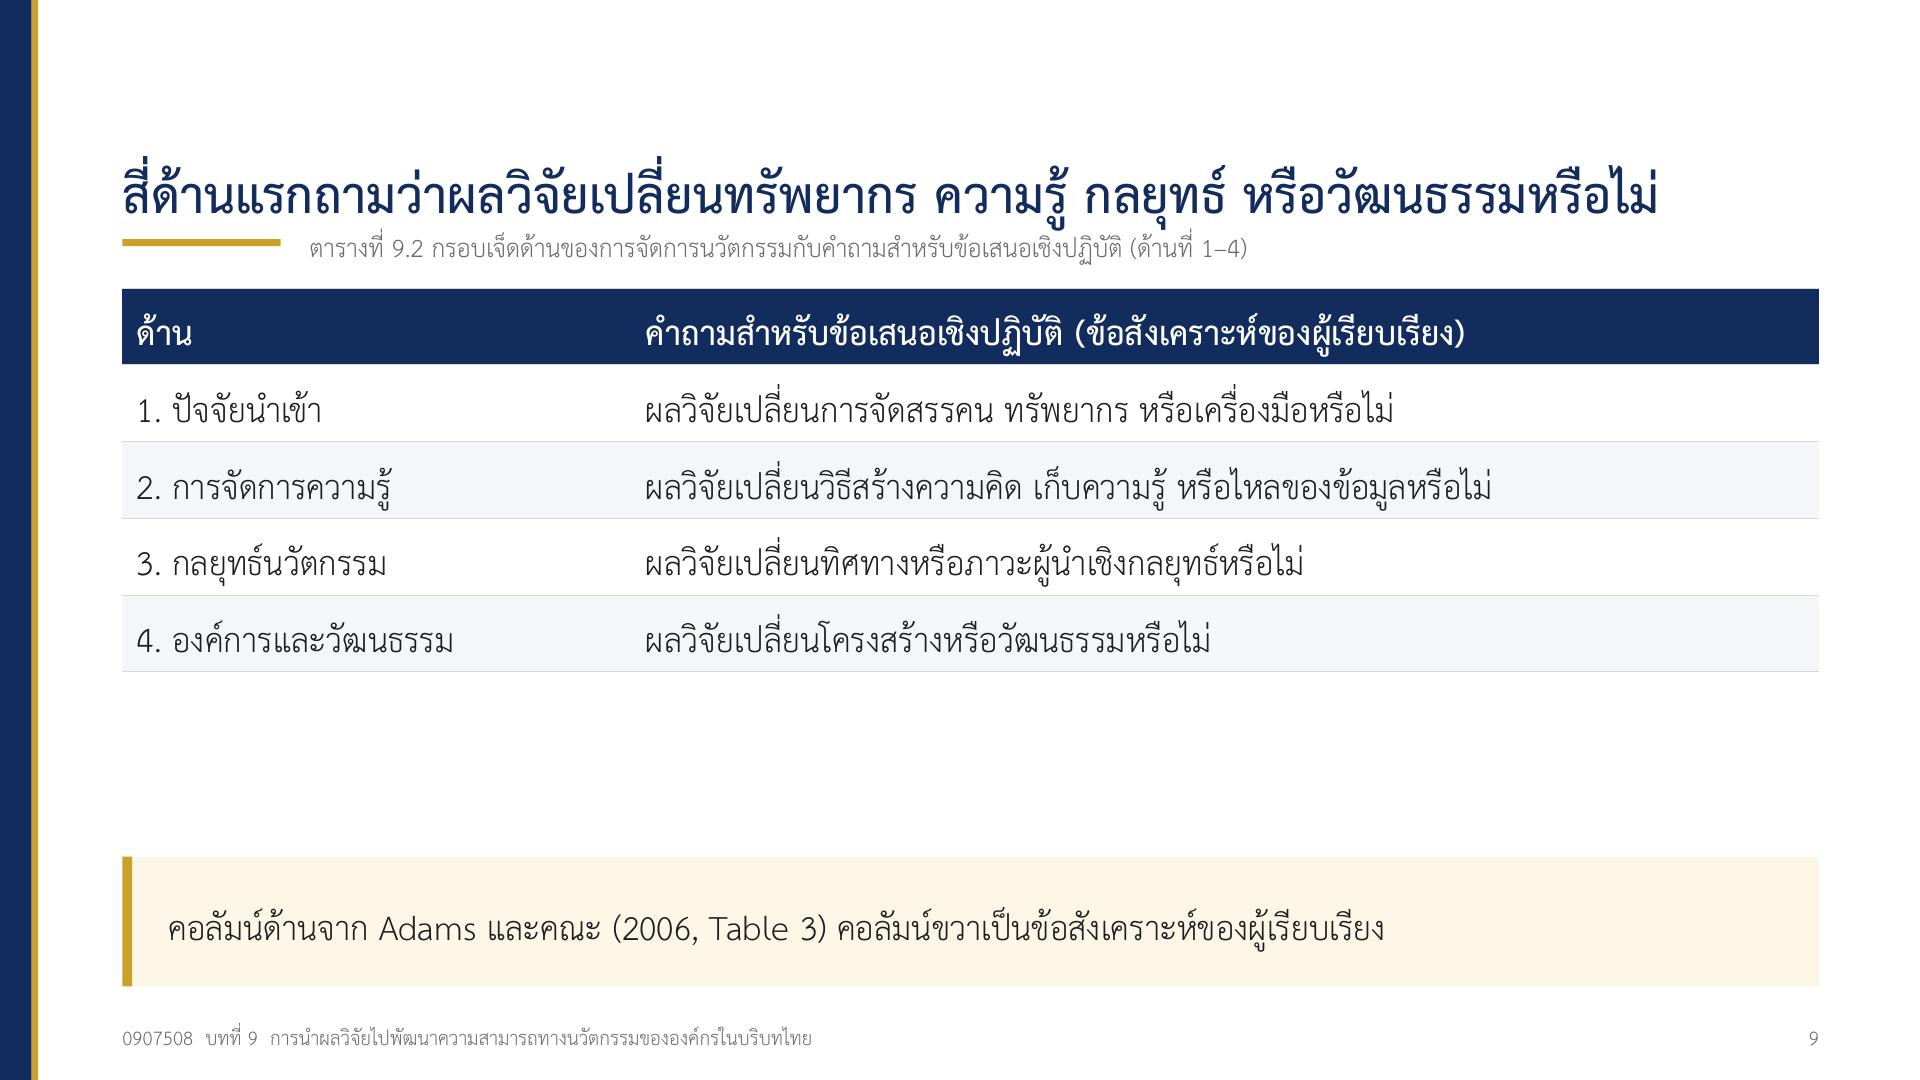 สี่ด้านแรกถามว่าผลวิจัยเปลี่ยนทรัพยากร ความรู้ กลยุทธ์ หรือวัฒนธรรมหรือไม่
ตารางที่ 9.2 กรอบเจ็ดด้านของการจัดการนวัตกรรมกับคำถามสำหรับข้อเสนอเชิงปฏิบัติ (ด้านที่ 1–4)
ด้าน คำถามสำหรับข้อเสนอเชิงปฏิบัติ (ข้อสังเคราะห์ของผู้เรียบเรียง)
1. ปัจจัยนำเข้า ผลวิจัยเปลี่ยนการจัดสรรคน ทรัพยากร หรือเครื่องมือหรือไม่
2. การจัดการความรู้ ผลวิจัยเปลี่ยนวิธีสร้างความคิด เก็บความรู้ หรือไหลของข้อมูลหรือไม่
3. กลยุทธ์นวัตกรรม ผลวิจัยเปลี่ยนทิศทางหรือภาวะผู้นำเชิงกลยุทธ์หรือไม่
4. องค์การและวัฒนธรรม ผลวิจัยเปลี่ยนโครงสร้างหรือวัฒนธรรมหรือไม่
คอลัมน์ด้านจาก Adams และคณะ (2006, Table 3) คอลัมน์ขวาเป็นข้อสังเคราะห์ของผู้เรียบเรียง
0907508 บทที่ 9 การนำผลวิจัยไปพัฒนาความสามารถทางนวัตกรรมขององค์กรในบริบทไทย 9